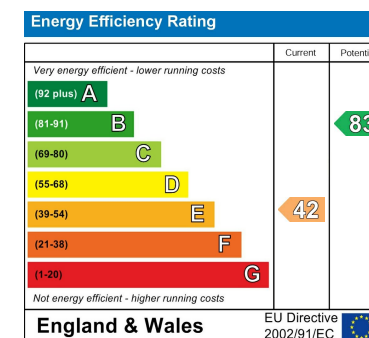 Energy Efficiency Rating
Current Potenti
Very energy efficient - lower running costs
(92 plus) A
(81-91) B
83
(69-80) C
(55-68) D
(39-54) E
42
(21-38) F
(1-20) G
Not energy efficient - higher running costs
England & Wales
EU Directive
2002/91/EC